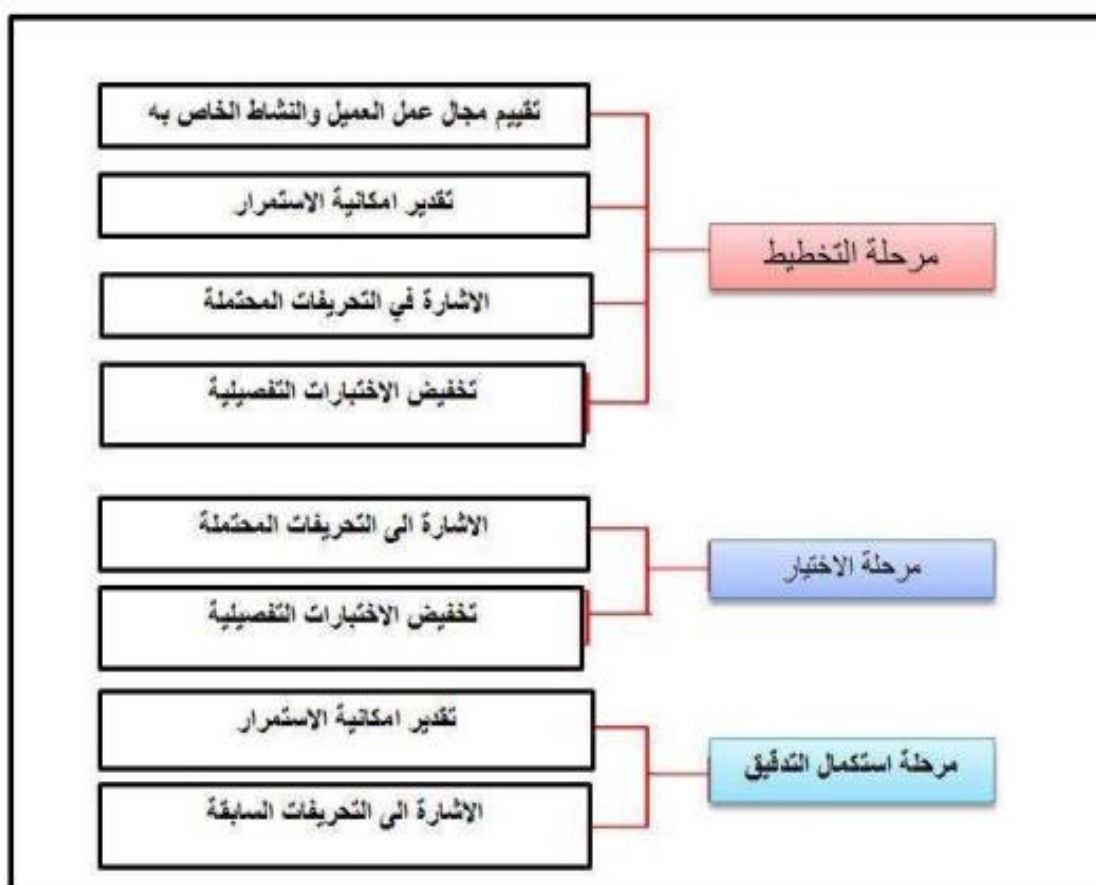 تقييم مجال عمل العميل والنشاط الخاص به
تقدير امكانية الاستمرار
مرحلة التخطيط
الاشارة في التحريفات المحتملة
تخفيض الاختبارات التفصيلية
الاشارة الى التحريفات المحتملة
مرحلة الاختيار
تخفيض الاختبارات التفصيلية
تقدير امكانية الاستمرار
مرحلة استكمال التدقيق
الاشارة الى التحريفات السابقة